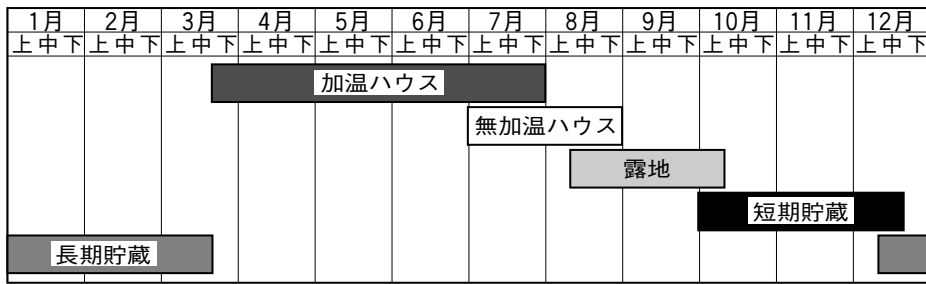 1月 2月 3月 4月 5月 6月 7月 8月 9月 10月 11月 12月
上中下 上中下 上中下 上中下 上中下 上中下 上中下 上中下 上中下 上中下 上中下 上中下
加温ハウス
無加温ハウス
露地
短期貯蔵
長期貯蔵